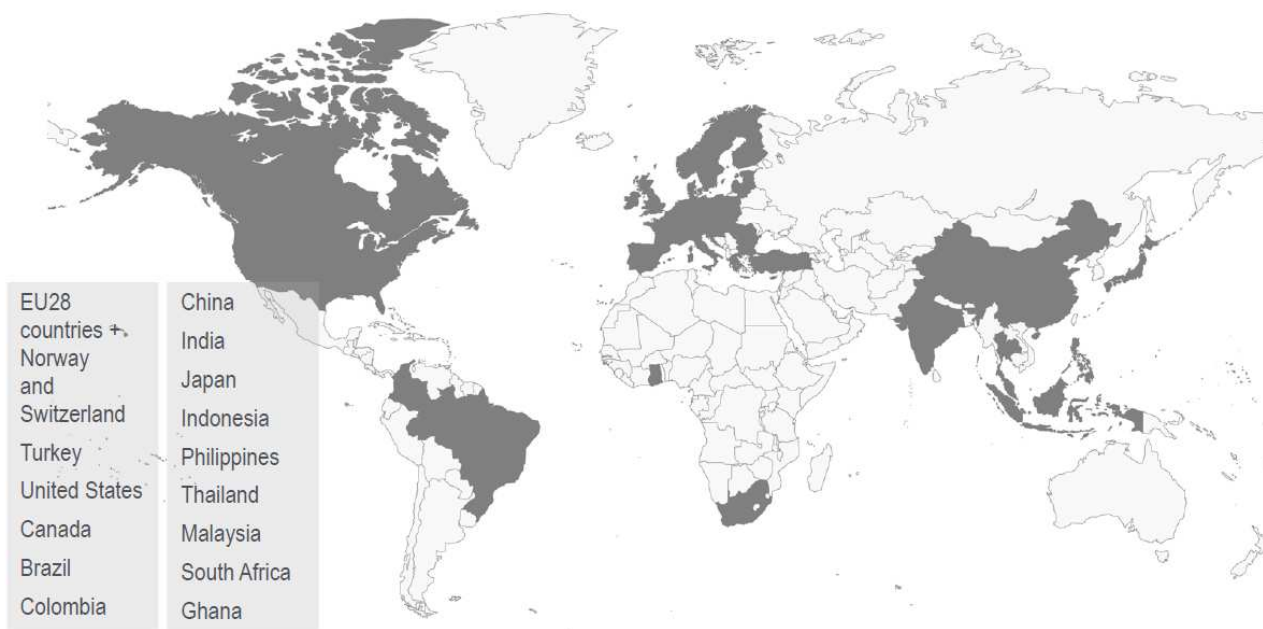 EU28
countries +
Norway
and
Switzerland
Turkey
United States
Canada
Brazil
Colombia
China
India
Japan
Indonesia
Philippines
Thailand
Malaysia
South Africa
Ghana